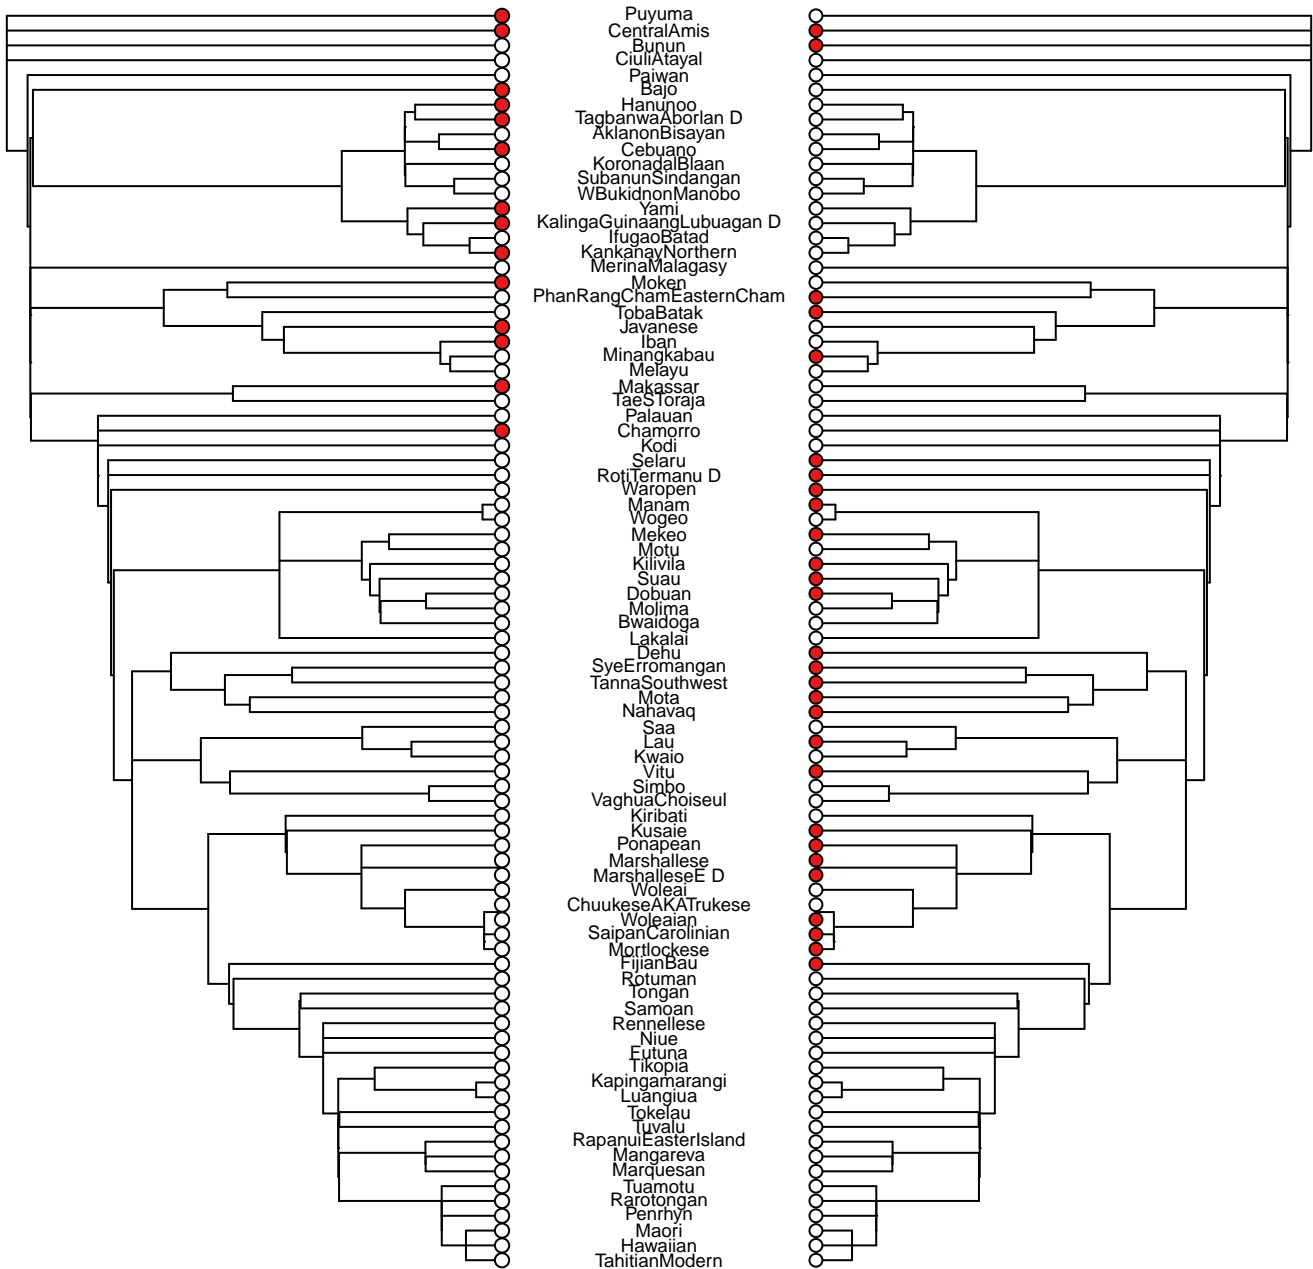 Puyuma
CentralAmis
Bunun
CiuliAtayal
Paiwan
Bajo
Hanunoo
TagbanwaAborlan D
AklanonBisayan
Cebuano
KoronadalBlaan
SubanunSindangan
WBukidnonManobo
Yami
KalingaGuinaangLubuagan D
IfugaoBatad
KankanayNorthern
MerinaMalagasy
Moken
PhanRangChamEasternCham
TobaBatak
Javanese
Iban
Minangkabau
Melayu
Makassar
TaeSToraja
Palauan
Chamorro
Kodi
Selaru
RotiTermanu D
Waropen
Manam
Wogeo
Mekeo
Motu
Kilivila
Suau
Dobuan
Molima
Bwaidoga
Lakalai
Dehu
SyeErromangan
TannaSouthwest
Mota
Nahavaq
Saa
Lau
Kwaio
Vitu
Simbo
VaghuaChoiseul
Kiribati
Kusaie
Ponapean
Marshallese
MarshalleseE D
Woleai
ChuukeseAKATrukese
Woleaian
SaipanCarolinian
Mortlockese
FijianBau
Rotuman
Tongan
Samoan
Rennellese
Niue
Futuna
Tikopia
Kapingamarangi
Luangiua
Tokelau
Tuvalu
RapanuiEasterIsland
Mangareva
Marquesan
Tuamotu
Rarotongan
Penrhyn
Maori
Hawaiian
TahitianModern